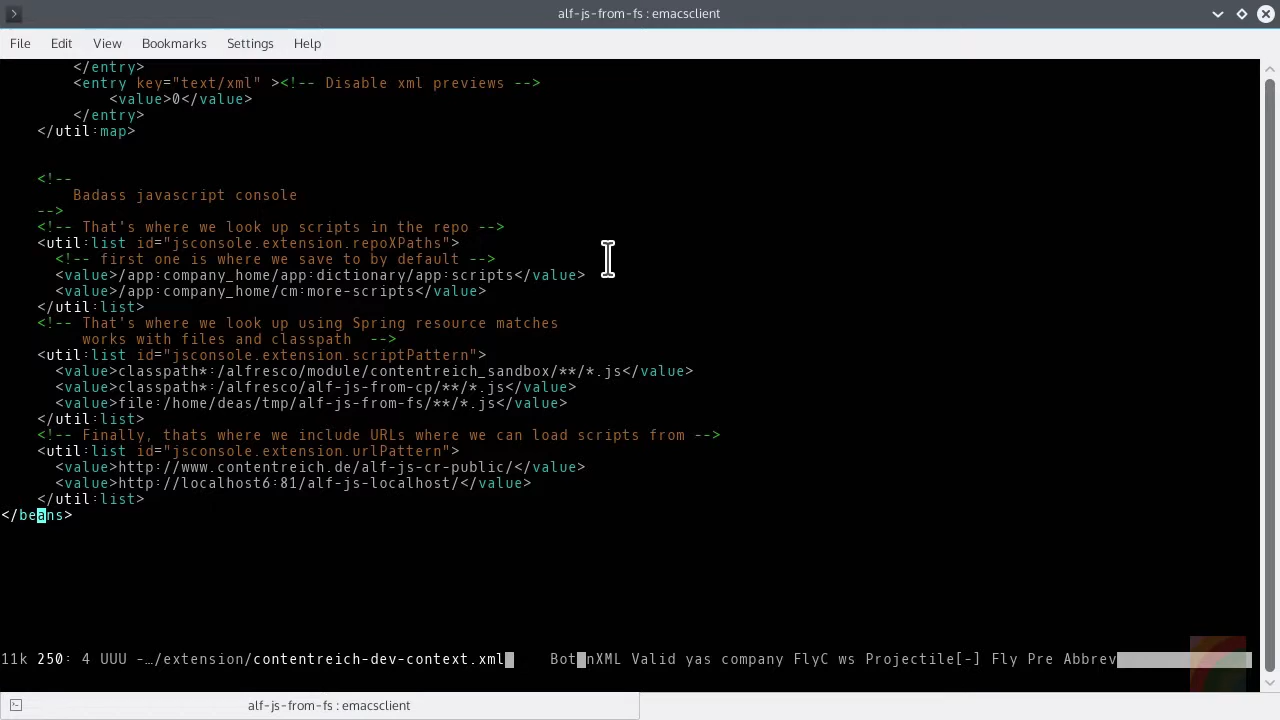 alf-js-from-fs : emacsclient
File Edit View Bookmarks Settings Help
</entry>
<entry key="text/xml" ><!-- Disable xml previews -->
<value>0</value>
</entry>
</util:map>
<!--
Badass javascript console
-->
<!-- That's where we look up scripts in the repo -->
<util:list id="jsconsole.extension.repoXPaths">
<!-- first one is where we save to by default -->
<value>/app:company_home/app:dictionary/app:scripts</value>
<value>/app:company_home/cm:more-scripts</value>
</util:list>
<!-- That's where we look up using Spring resource matches
works with files and classpath  -->
<util:list id="jsconsole.extension.scriptPattern">
<value>classpath*:/alfresco/module/contentreich_sandbox/**/*.js</value>
<value>classpath*:/alfresco/alf-js-from-cp/**/*.js</value>
<value>file:/home/deas/tmp/alf-js-from-fs/**/*.js</value>
</util:list>
<!-- Finally, thats where we include URLs where we can load scripts from -->
<util:list id="jsconsole.extension.urlPattern">
<value>http://www.contentreich.de/alf-js-cr-public/</value>
<value>http://localhost6:81/alf-js-localhost/</value>
</util:list>
</beans>
11k 250: 4 UUU -…/extension/contentreich-dev-context.xml Bot nXML Valid yas company FlyC ws Projectile[-] Fly Pre Abbrev
alf-js-from-fs : emacsclient